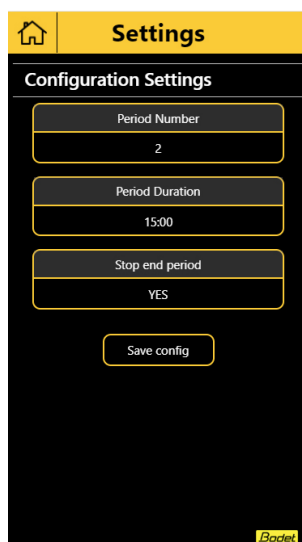 Settings
Configuration Settings
Period Number
2
Period Duration
15:00
Stop end period
YES
Save config
Bodet